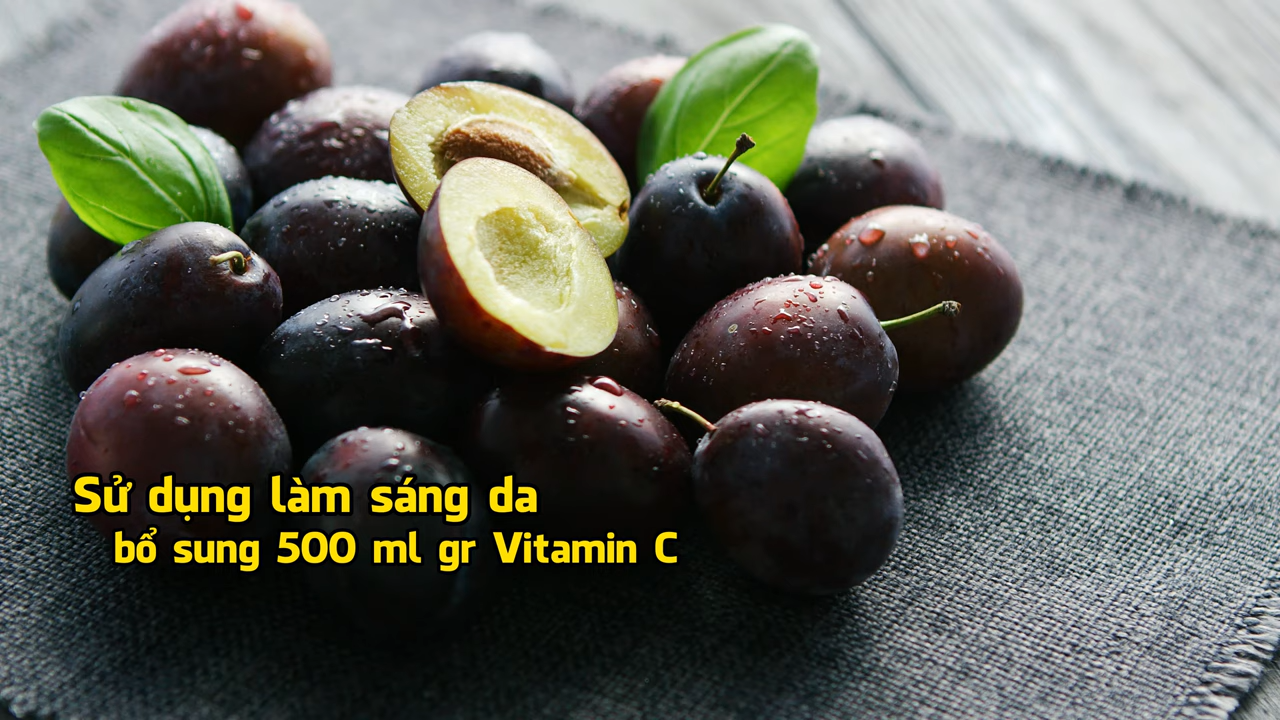 Sử dụng làm sáng da
bổ sung 500 ml gr Vitamin C